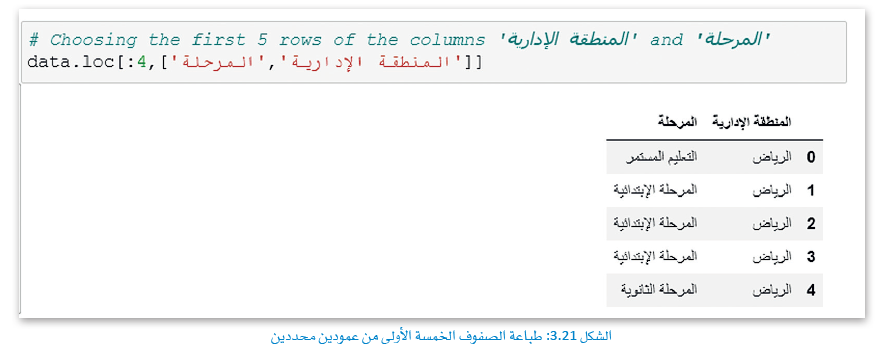 # Choosing the first 5 rows of the columns 'المنطقة الإدارية' and 'المرحلة'
data.loc[:4,['المنطقة الإدارية','المرحلة']]
المنطقة الإدارية المرحلة
0 الرياض التعليم المستمر
1 الرياض المرحلة الإبتدائية
2 الرياض المرحلة الإبتدائية
3 الرياض المرحلة الإبتدائية
4 الرياض المرحلة الثانوية
الشكل 3.21: طباعة الصفوف الخمسة الأولى من عمودين محددين